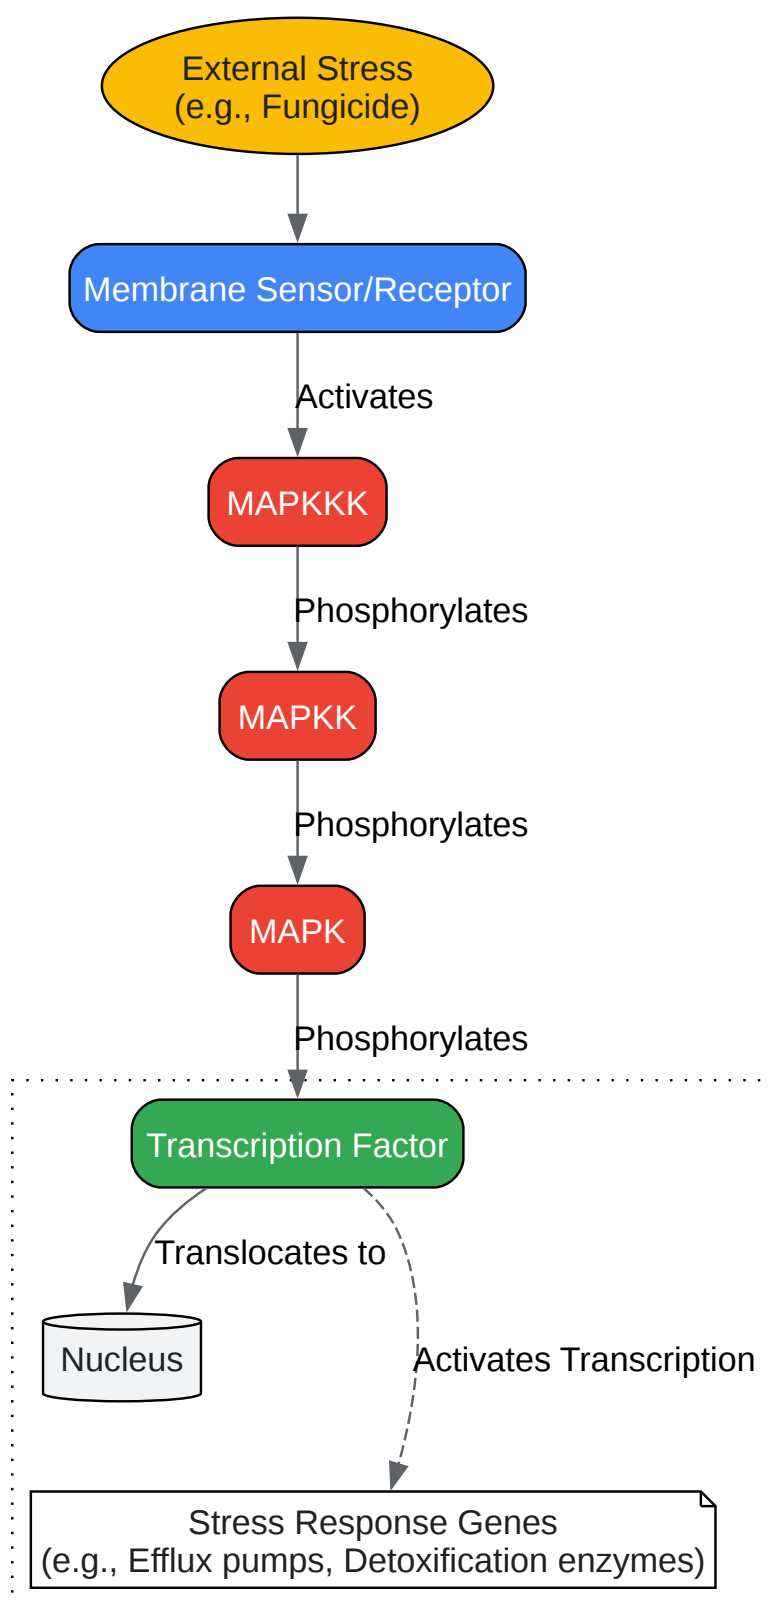 External Stress
(e.g., Fungicide)
Membrane Sensor/Receptor
Activates
MAPKKK
Phosphorylates
MAPKK
Phosphorylates
MAPK
Phosphorylates
Transcription Factor
Translocates to
Nucleus
Activates Transcription
Stress Response Genes
(e.g., Efflux pumps, Detoxification enzymes)